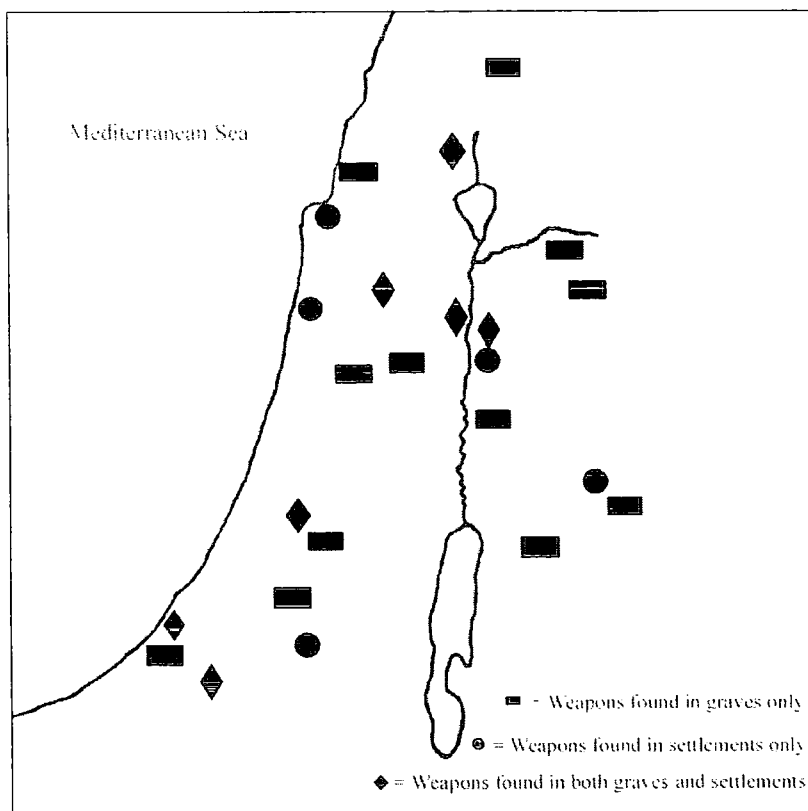 Mediterranean Sea
- Weapons found in graves only
= Weapons found in settlements only
= Weapons found in both graves and settlements